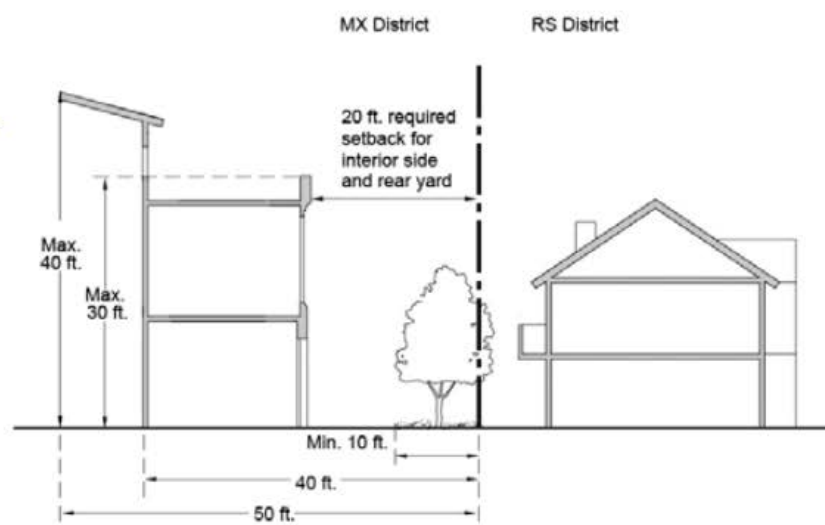 MX District
RS District
20 ft. required
setback for
interior side
and rear yard
Max.
40 ft.
Max.
30 ft.
Min. 10 ft.
40 ft.
50 ft.